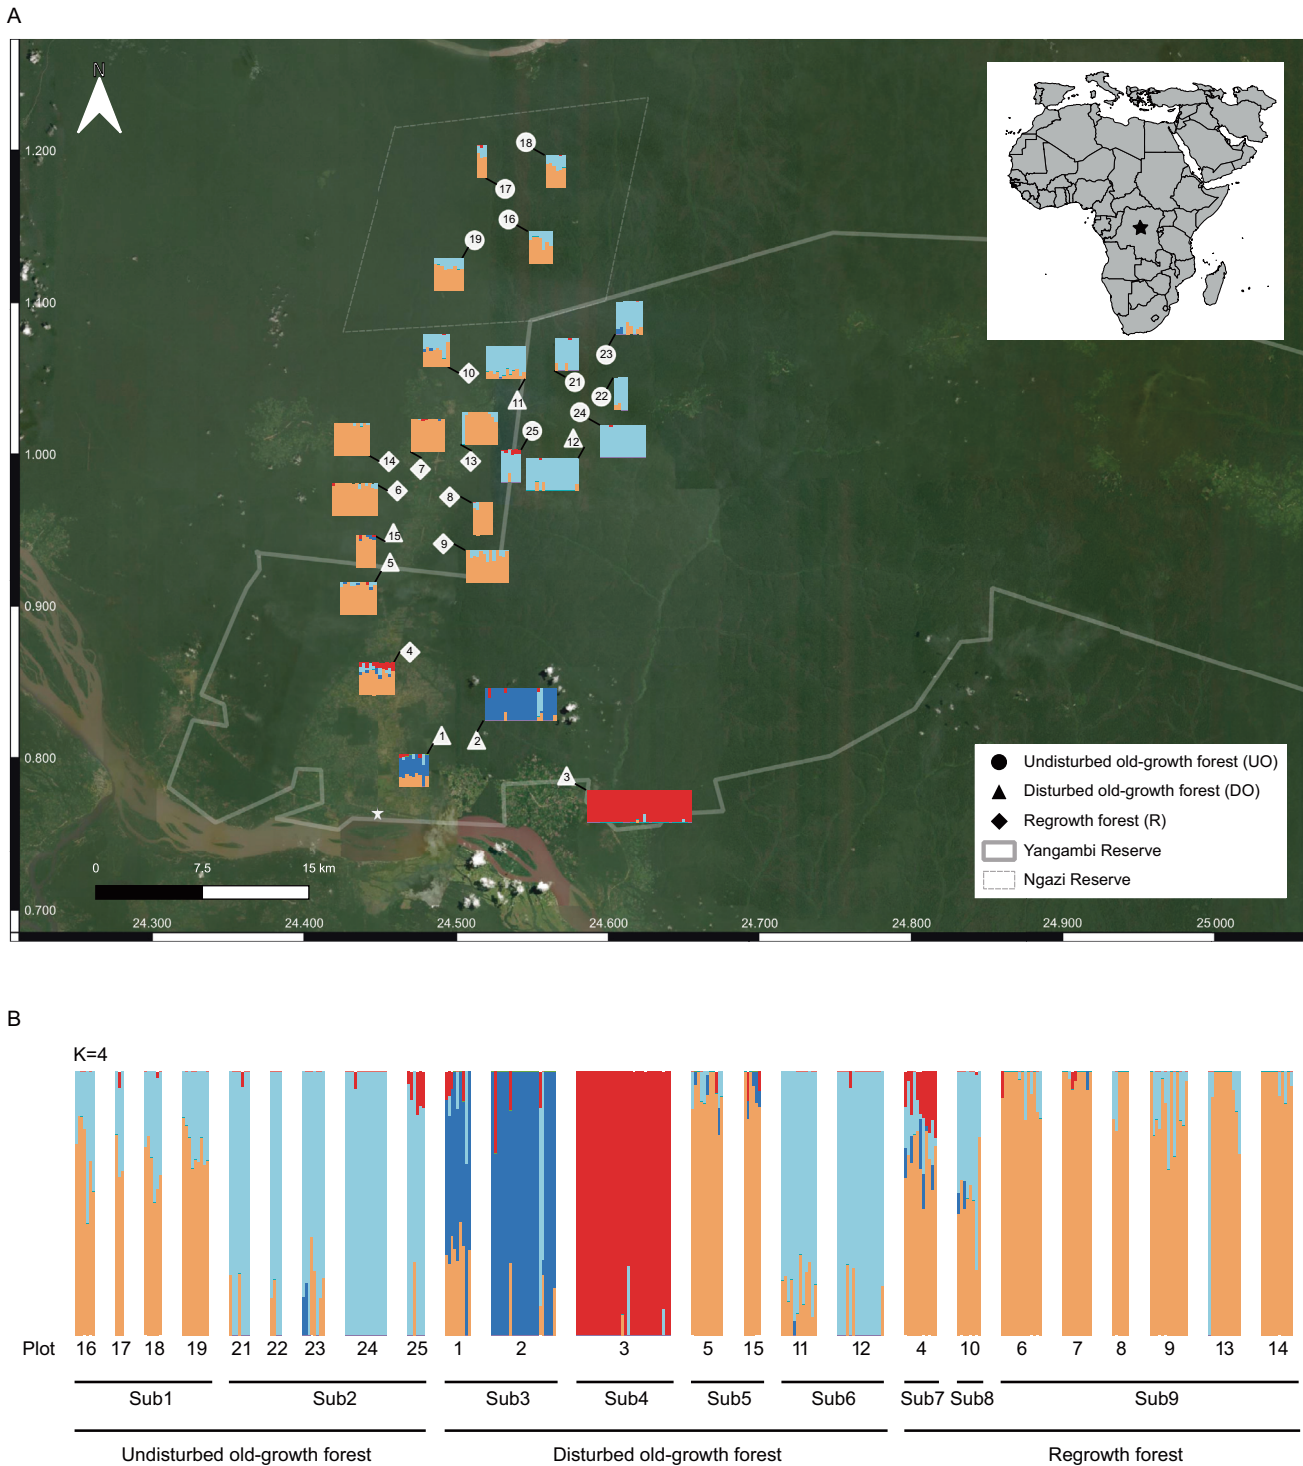 A
N
1.200
1.100
1.000
0.900
0.800
0.700
18
17
16
19
23
10
21
11
22
24
25
12
14
7
13
6
8
15
9
5
4
1
2
3
Undisturbed old-growth forest (UO)
Disturbed old-growth forest (DO)
Regrowth forest (R)
Yangambi Reserve
Ngazi Reserve
0 7,5 15 km
24.300 24.400 24.500 24.600 24.700 24.800 24.900 25 000
B
K=4
Plot 16 17 18 19 21 22 23 24 25 1 2 3 5 15 11 12 4 10 6 7 8 9 13 14
Sub1 Sub2 Sub3 Sub4 Sub5 Sub6 Sub7 Sub8 Sub9
Undisturbed old-growth forest Disturbed old-growth forest Regrowth forest